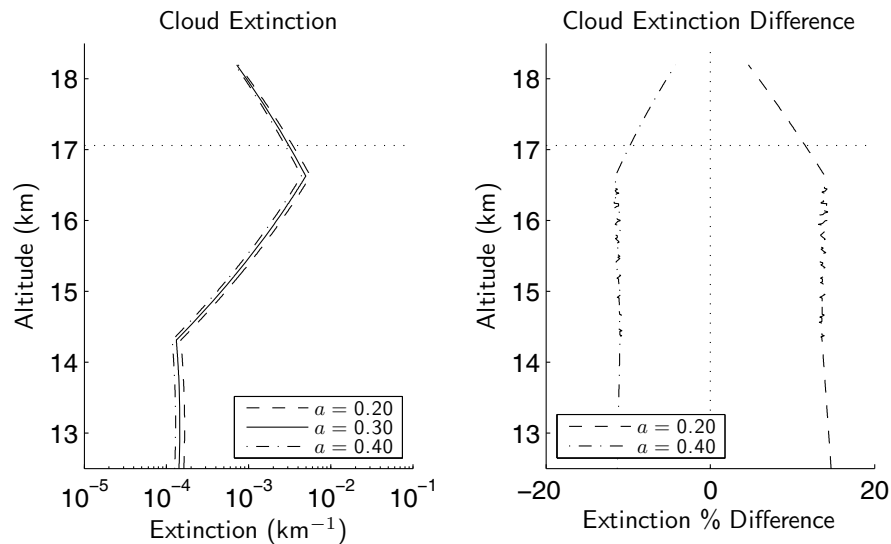 Cloud Extinction
18
17
16
15
14
13
Altitude (km)
10⁻⁵
10⁻⁴
10⁻³
10⁻²
10⁻¹
Extinction (km⁻¹)
a = 0.20
a = 0.30
a = 0.40
Cloud Extinction Difference
18
17
16
15
14
13
Altitude (km)
−20
0
20
Extinction % Difference
a = 0.20
a = 0.40